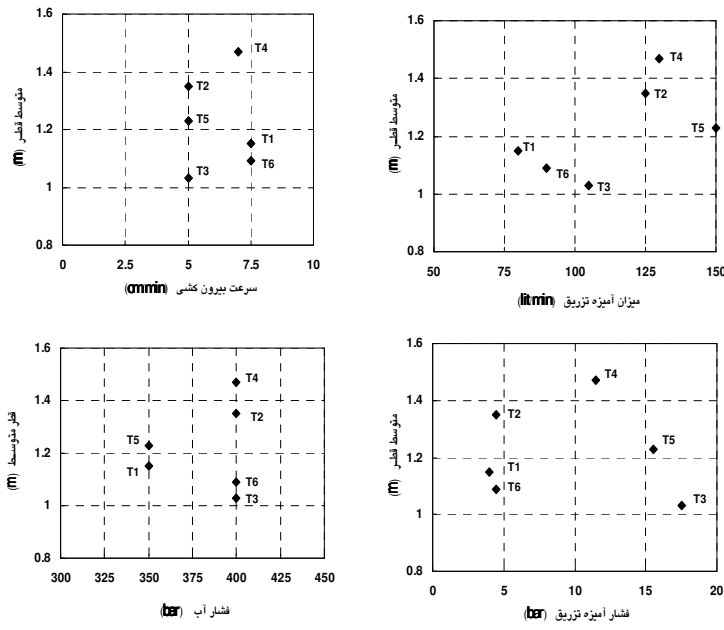 1.6
1.4
1.2
1
0.8
T4
T2
T5
T1
T3
T6
0 2.5 5 7.5 10
متوسط قطر (m)
سرعت بیرون کشی (cm/min)
1.6
1.4
1.2
1
0.8
T4
T2
T5
T1
T6
T3
50 75 100 125 150
متوسط قطر (m)
میزان آمیزه تزریق (lit/min)
1.6
1.4
1.2
1
0.8
T4
T2
T5
T1
T6
T3
300 325 350 375 400 425 450
قطر متوسط (m)
فشار آب (bar)
1.6
1.4
1.2
1
0.8
T4
T2
T5
T1
T6
T3
0 5 10 15 20
متوسط قطر (m)
فشار آمیزه تزریق (bar)